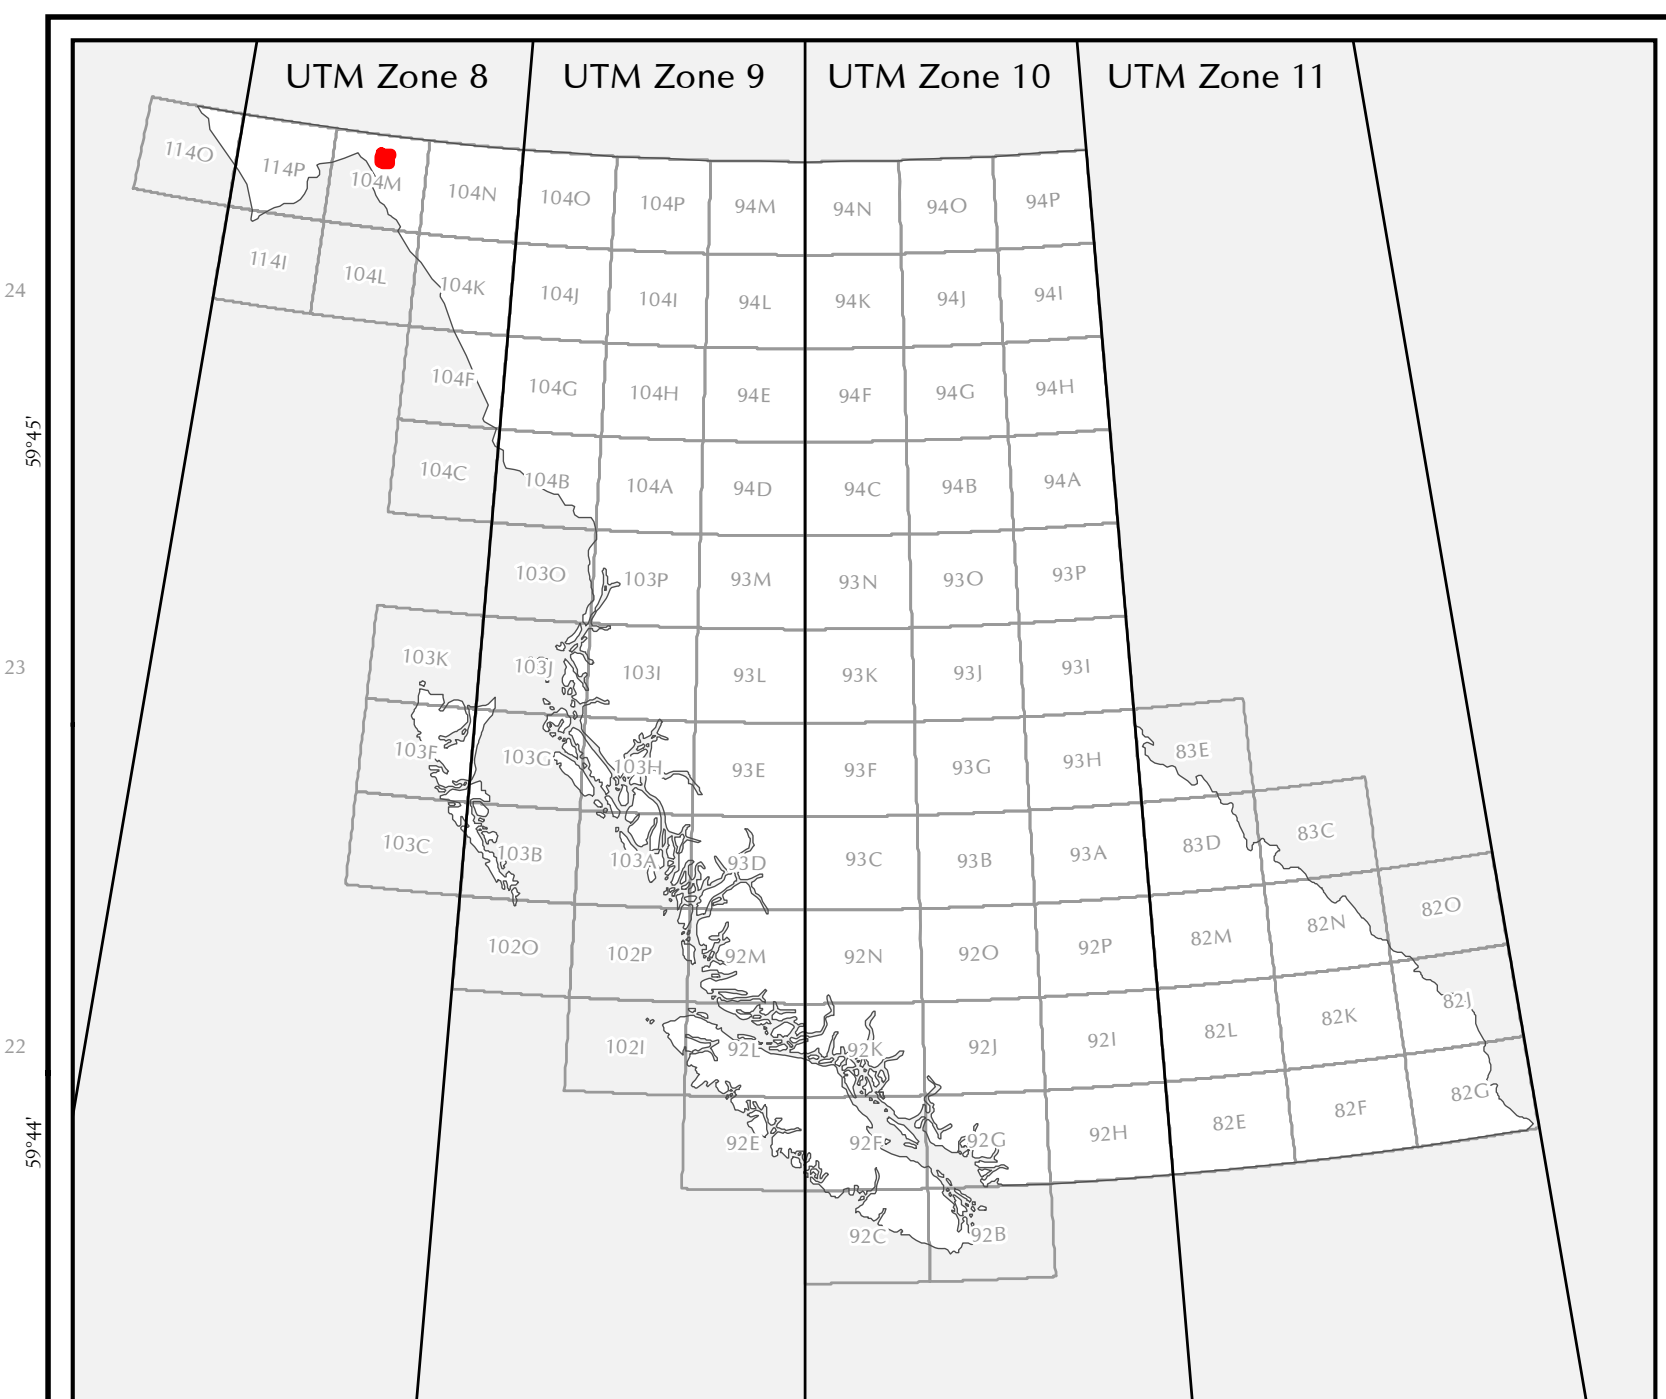 UTM Zone 8 UTM Zone 9 UTM Zone 10 UTM Zone 11
114O 114P 104M 104N 104O 104P 94M 94N 94O 94P
114I 104L 104K 104J 104I 94L 94K 94J 94I
24
104F 104G 104H 94E 94F 94G 94H
59°45'
104C 104B 104A 94D 94C 94B 94A
103O 103P 93M 93N 93O 93P
103K 103J 103I 93L 93K 93J 93I
23
103F 103G 103H 93E 93F 93G 93H 83E
103C 103B 103A 93D 93C 93B 93A 83D 83C
102O 102P 92M 92N 92O 92P 82M 82N 82O
102I 92L 92K 92J 92I 82L 82K 82J
22
92E 92F 92G 92H 82E 82F 82G
59°44'
92C 92B